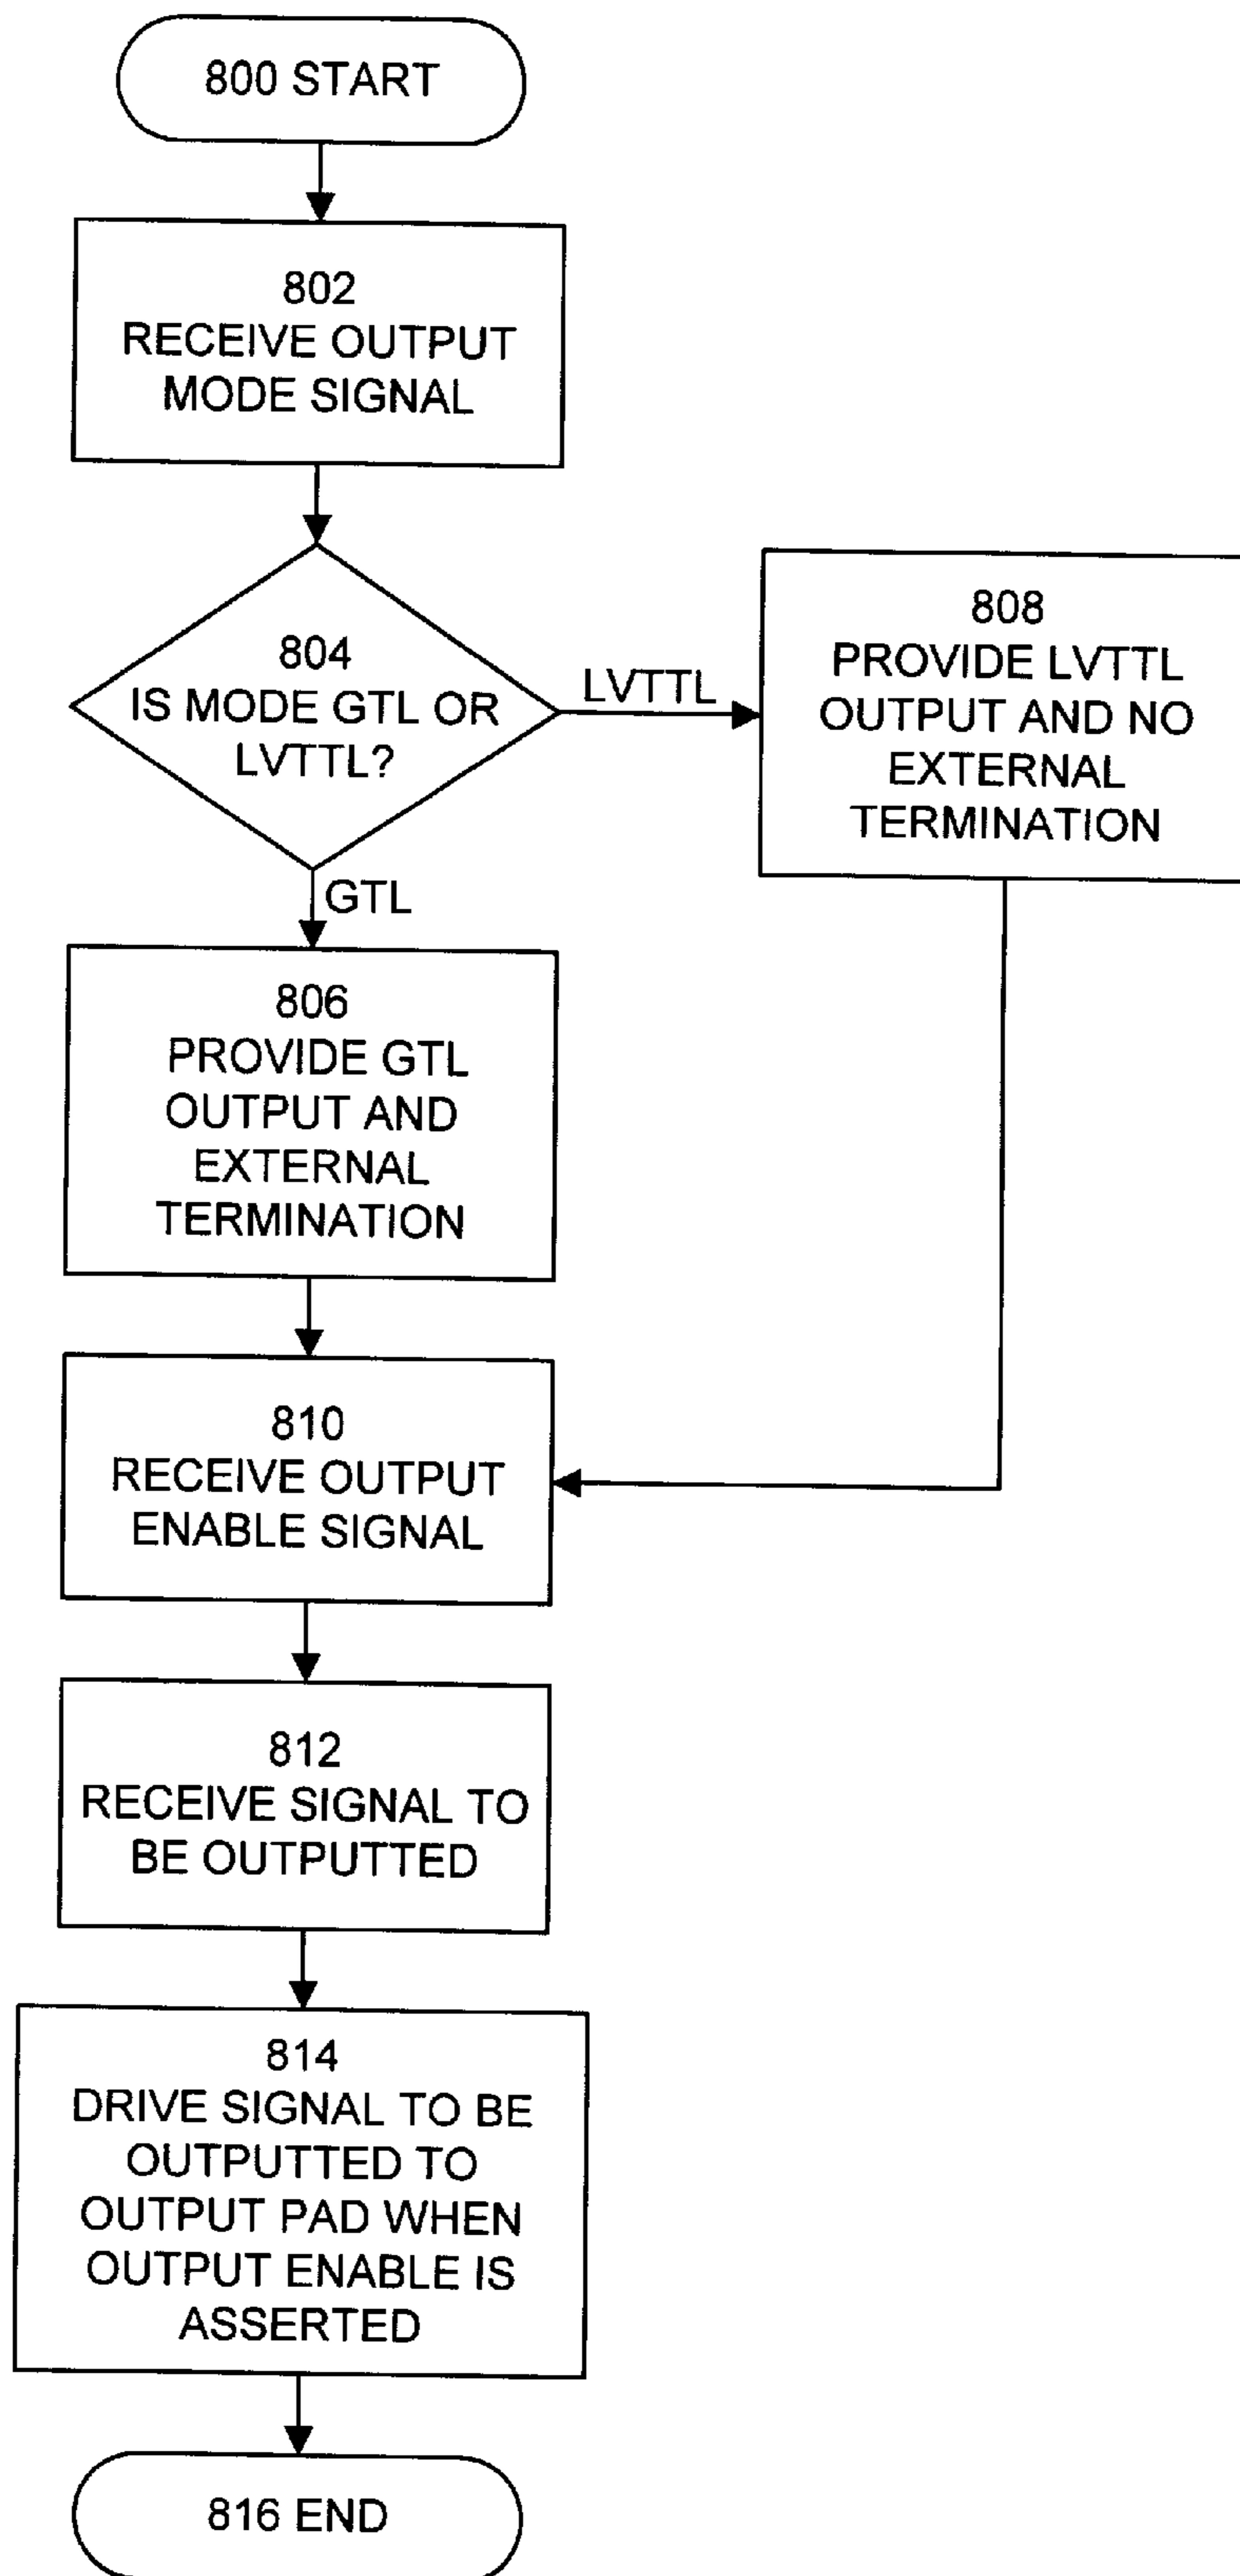 800 START
802
RECEIVE OUTPUT
MODE SIGNAL
804
IS MODE GTL OR
LVTTL?
LVTTL
808
PROVIDE LVTTL
OUTPUT AND NO
EXTERNAL
TERMINATION
GTL
806
PROVIDE GTL
OUTPUT AND
EXTERNAL
TERMINATION
810
RECEIVE OUTPUT
ENABLE SIGNAL
812
RECEIVE SIGNAL TO
BE OUTPUTTED
814
DRIVE SIGNAL TO BE
OUTPUTTED TO
OUTPUT PAD WHEN
OUTPUT ENABLE IS
ASSERTED
816 END